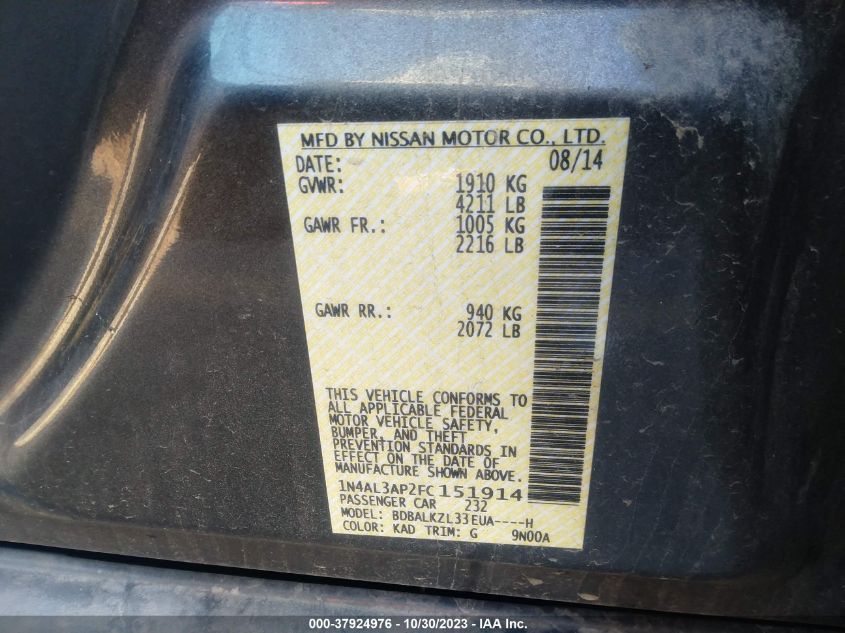 MFD BY NISSAN MOTOR CO., LTD.
DATE: 08/14
GVWR: 1910 KG
4211 LB
GAWR FR.: 1005 KG
2216 LB
GAWR RR.: 940 KG
2072 LB
THIS VEHICLE CONFORMS TO
ALL APPLICABLE FEDERAL
MOTOR VEHICLE SAFETY,
BUMPER, AND THEFT
PREVENTION STANDARDS IN
EFFECT ON THE DATE OF
MANUFACTURE SHOWN ABOVE.
1N4AL3AP2FC151914
PASSENGER CAR 232
MODEL: BDBALKZL33EUA----H
COLOR: KAD TRIM: G 9N00A
000-37924976 - 10/30/2023 - IAA Inc.